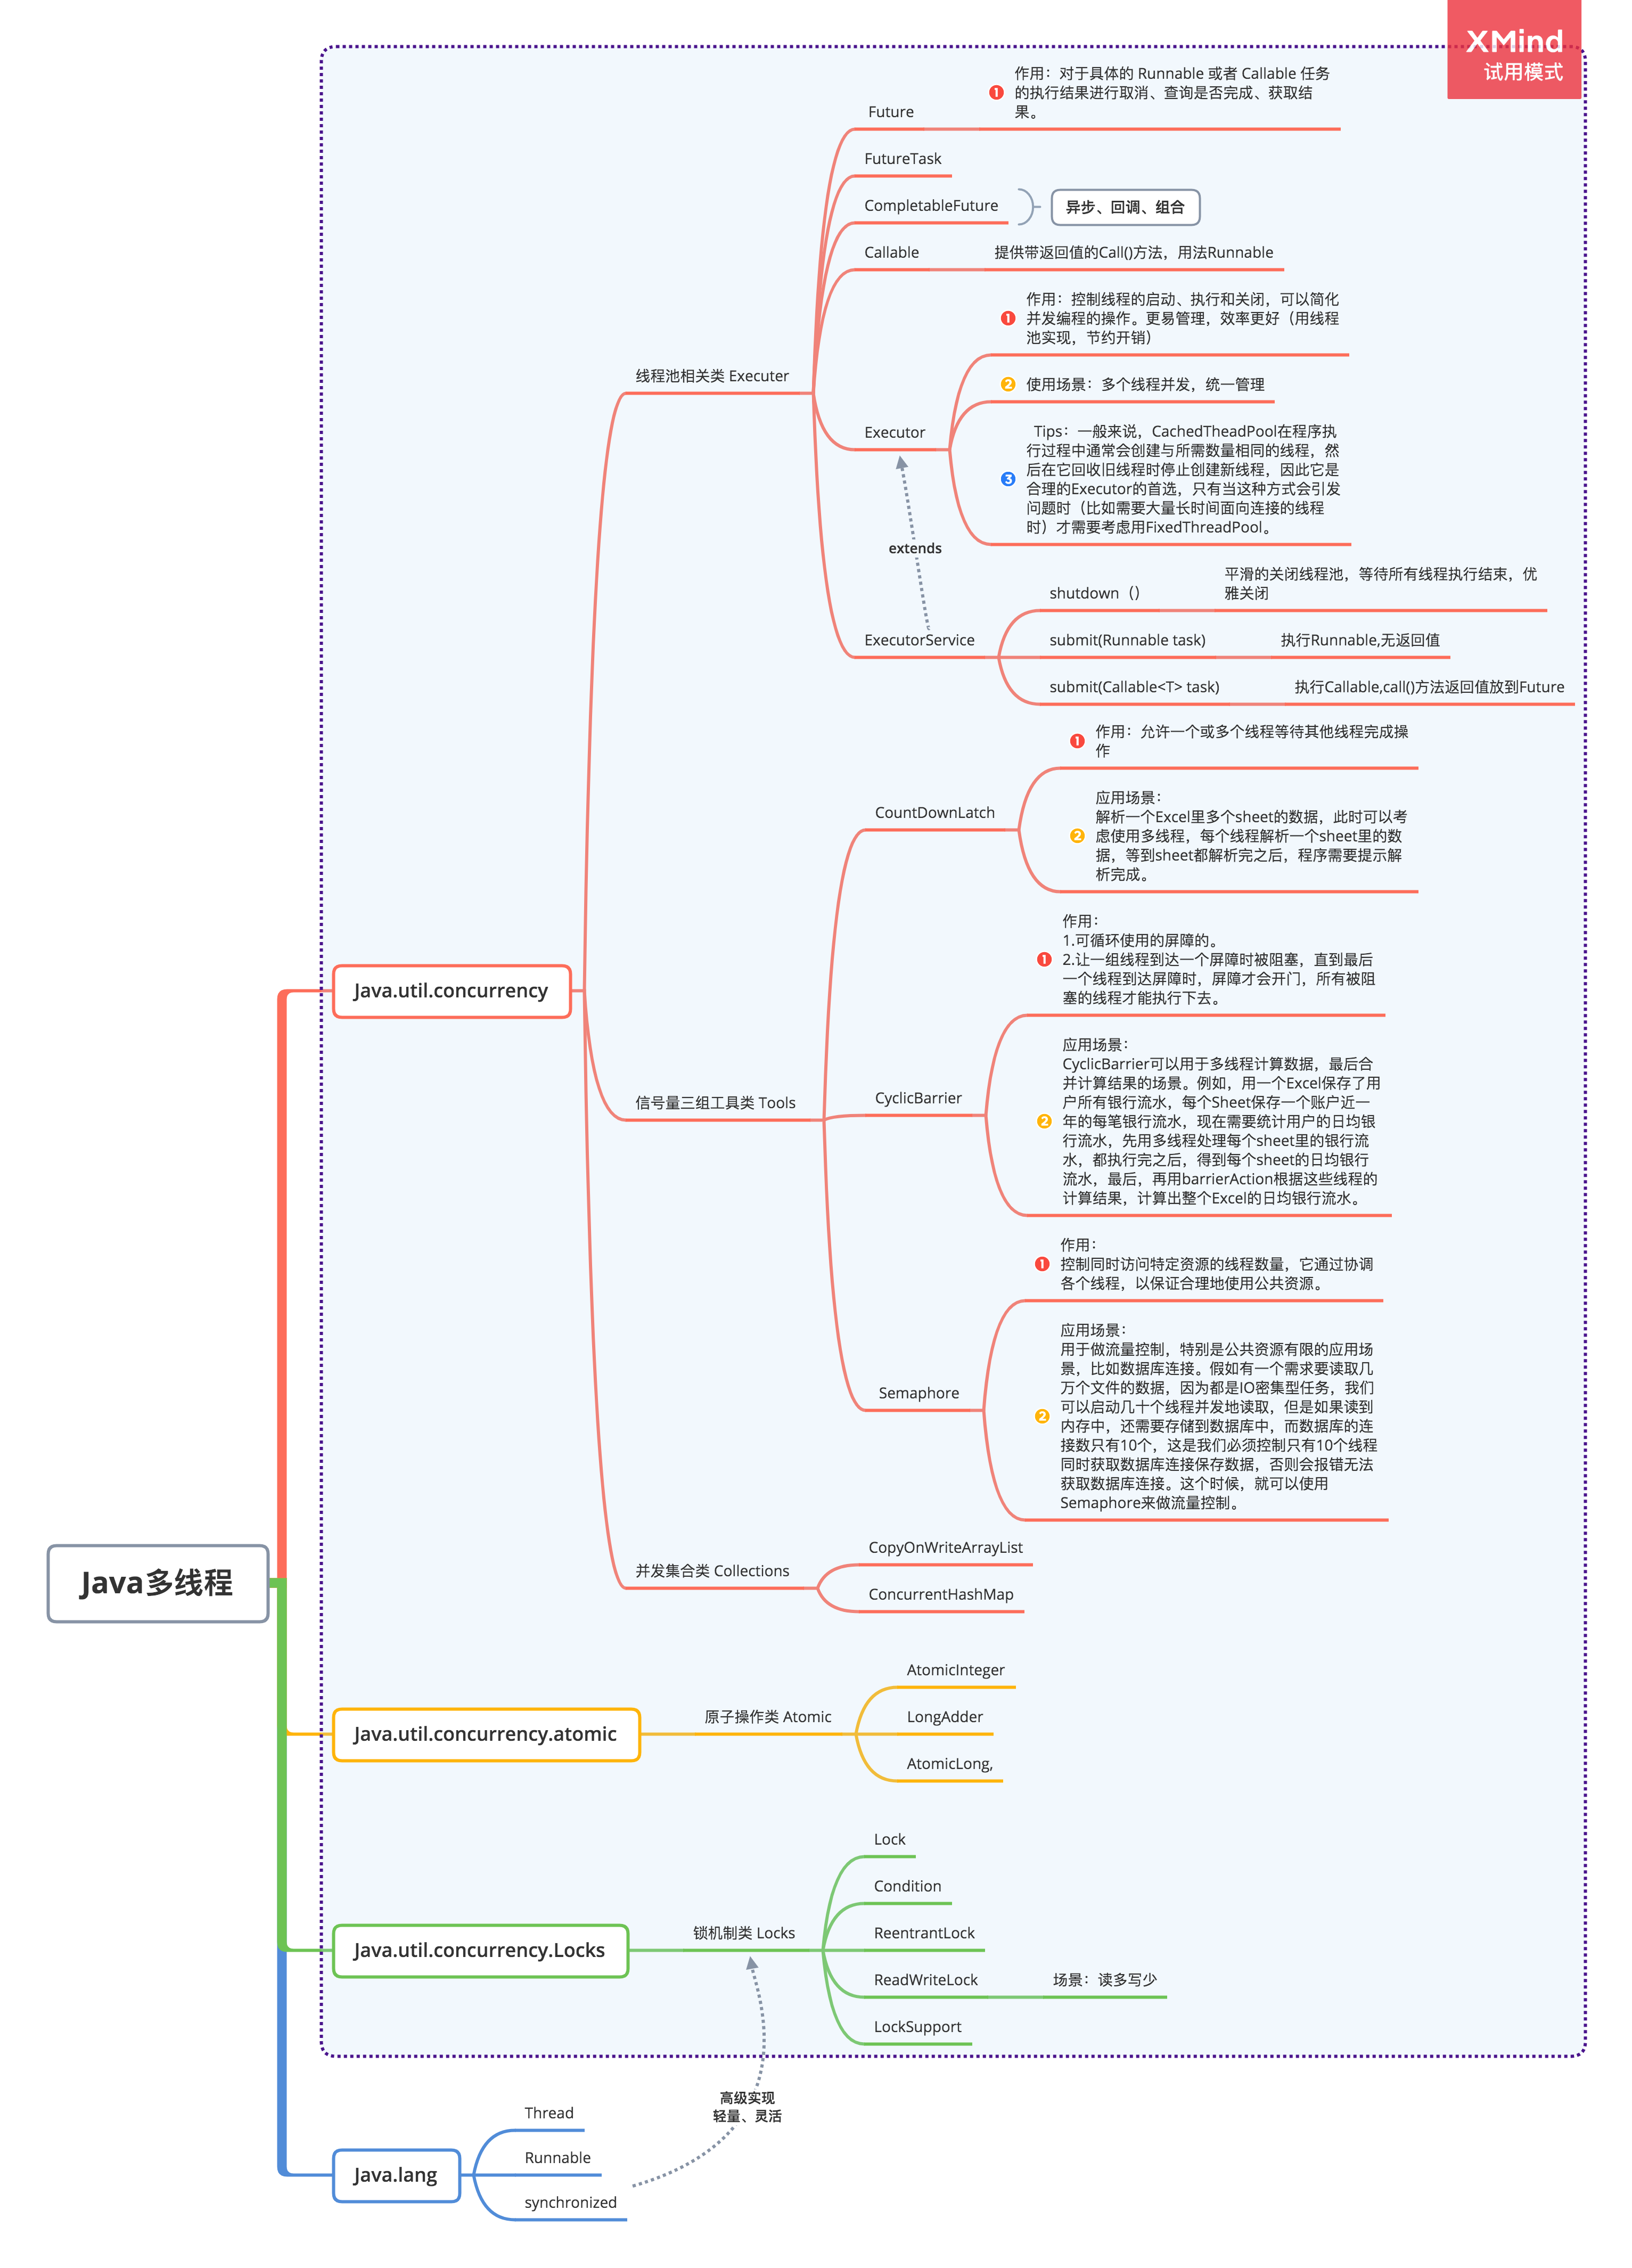 XMind
试用模式
作用：对于具体的 Runnable 或者 Callable 任务
的执行结果进行取消、查询是否完成、获取结
果。
Future
FutureTask
CompletableFuture
异步、回调、组合
Callable
提供带返回值的Call()方法，用法Runnable
作用：控制线程的启动、执行和关闭，可以简化
并发编程的操作。更易管理，效率更好（用线程
池实现，节约开销）
线程池相关类 Executer
使用场景：多个线程并发，统一管理
Executor
Tips：一般来说，CachedTheadPool在程序执
行过程中通常会创建与所需数量相同的线程，然
后在它回收旧线程时停止创建新线程，因此它是
合理的Executor的首选，只有当这种方式会引发
问题时（比如需要大量长时间面向连接的线程
时）才需要考虑用FixedThreadPool。
extends
ExecutorService
shutdown（）
平滑的关闭线程池，等待所有线程执行结束，优
雅关闭
submit(Runnable task)
执行Runnable,无返回值
submit(Callable<T> task)
执行Callable,call()方法返回值放到Future
作用：允许一个或多个线程等待其他线程完成操
作
CountDownLatch
应用场景：
解析一个Excel里多个sheet的数据，此时可以考
虑使用多线程，每个线程解析一个sheet里的数
据，等到sheet都解析完之后，程序需要提示解
析完成。
Java.util.concurrency
作用：
1.可循环使用的屏障的。
2.让一组线程到达一个屏障时被阻塞，直到最后
一个线程到达屏障时，屏障才会开门，所有被阻
塞的线程才能执行下去。
信号量三组工具类 Tools
CyclicBarrier
应用场景：
CyclicBarrier可以用于多线程计算数据，最后合
并计算结果的场景。例如，用一个Excel保存了用
户所有银行流水，每个Sheet保存一个账户近一
年的每笔银行流水，现在需要统计用户的日均银
行流水，先用多线程处理每个sheet里的银行流
水，都执行完之后，得到每个sheet的日均银行
流水，最后，再用barrierAction根据这些线程的
计算结果，计算出整个Excel的日均银行流水。
作用：
控制同时访问特定资源的线程数量，它通过协调
各个线程，以保证合理地使用公共资源。
Semaphore
应用场景：
用于做流量控制，特别是公共资源有限的应用场
景，比如数据库连接。假如有一个需求要读取几
万个文件的数据，因为都是IO密集型任务，我们
可以启动几十个线程并发地读取，但是如果读到
内存中，还需要存储到数据库中，而数据库的连
接数只有10个，这是我们必须控制只有10个线程
同时获取数据库连接保存数据，否则会报错无法
获取数据库连接。这个时候，就可以使用
Semaphore来做流量控制。
并发集合类 Collections
CopyOnWriteArrayList
ConcurrentHashMap
Java多线程
Java.util.concurrency.atomic
原子操作类 Atomic
AtomicInteger
LongAdder
AtomicLong,
Java.util.concurrency.Locks
锁机制类 Locks
Lock
Condition
ReentrantLock
ReadWriteLock
场景：读多写少
LockSupport
高级实现
轻量、灵活
Java.lang
Thread
Runnable
synchronized